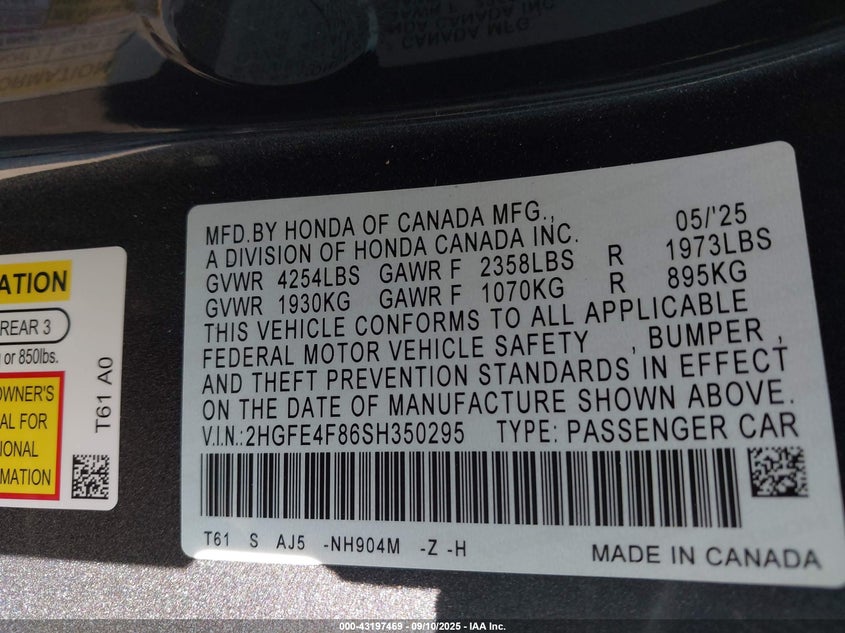 MFD.BY HONDA OF CANADA MFG., 05/'25
A DIVISION OF HONDA CANADA INC.
GVWR 4254LBS GAWR F 2358LBS R 1973LBS
GVWR 1930KG GAWR F 1070KG R 895KG
THIS VEHICLE CONFORMS TO ALL APPLICABLE
FEDERAL MOTOR VEHICLE SAFETY , BUMPER ,
AND THEFT PREVENTION STANDARDS IN EFFECT
ON THE DATE OF MANUFACTURE SHOWN ABOVE.
V.I.N.: 2HGFE4F86SH350295 TYPE: PASSENGER CAR
T61 S AJ5 -NH904M -Z -H MADE IN CANADA
ATION
REAR 3
or 850lbs.
OWNER'S
AL FOR
IONAL
RMATION
T61 A0
000-43197469 - 09/10/2025 - IAA Inc.